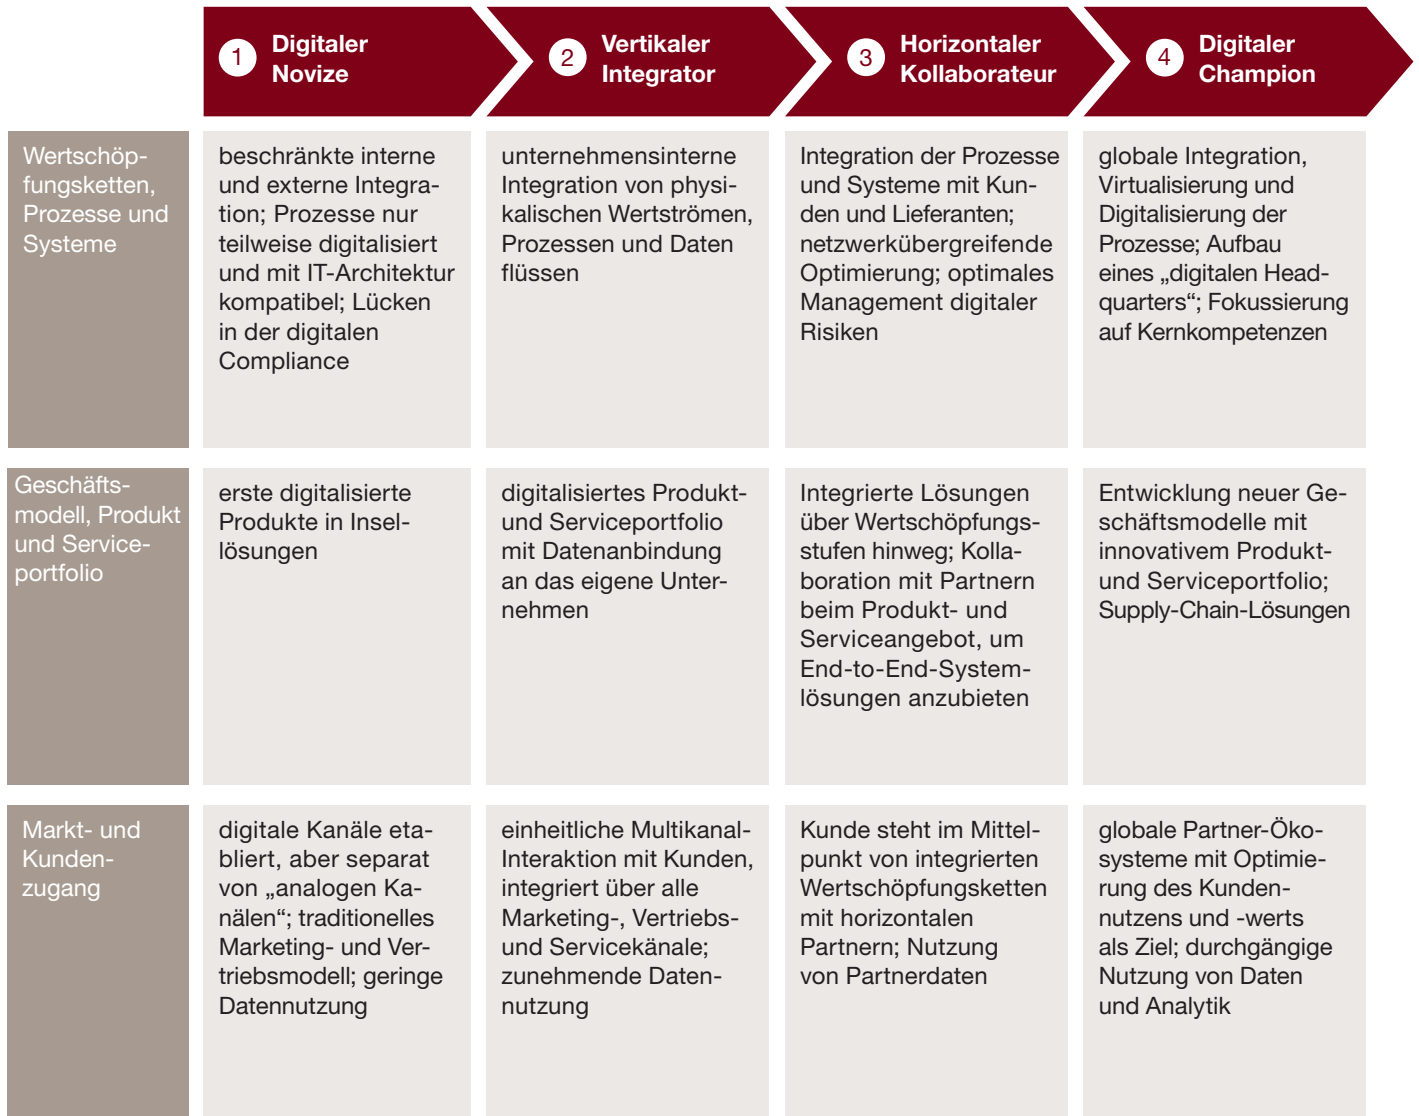 1 Digitaler
Novize
2 Vertikaler
Integrator
3 Horizontaler
Kollaborateur
4 Digitaler
Champion
Wertschöp-
fungsketten,
Prozesse und
Systeme
beschränkte interne
und externe Integra-
tion; Prozesse nur
teilweise digitalisiert
und mit IT-Architektur
kompatibel; Lücken
in der digitalen
Compliance
unternehmensinterne
Integration von physi-
kalischen Wertströmen,
Prozessen und Daten
flüssen
Integration der Prozesse
und Systeme mit Kun-
den und Lieferanten;
netzwerkübergreifende
Optimierung; optimales
Management digitaler
Risiken
globale Integration,
Virtualisierung und
Digitalisierung der
Prozesse; Aufbau
eines „digitalen Head-
quarters“; Fokussierung
auf Kernkompetenzen
Geschäfts-
modell, Produkt
und Service-
portfolio
erste digitalisierte
Produkte in Insel-
lösungen
digitalisiertes Produkt-
und Serviceportfolio
mit Datenanbindung
an das eigene Unter-
nehmen
Integrierte Lösungen
über Wertschöpfungs-
stufen hinweg; Kolla-
boration mit Partnern
beim Produkt- und
Serviceangebot, um
End-to-End-System-
lösungen anzubieten
Entwicklung neuer Ge-
schäftsmodelle mit
innovativem Produkt-
und Serviceportfolio;
Supply-Chain-Lösungen
Markt- und
Kunden-
zugang
digitale Kanäle eta-
bliert, aber separat
von „analogen Ka-
nälen“; traditionelles
Marketing- und Ver-
triebsmodell; geringe
Datennutzung
einheitliche Multikanal-
Interaktion mit Kunden,
integriert über alle
Marketing-, Vertriebs-
und Servicekänale;
zunehmende Daten-
nutzung
Kunde steht im Mittel-
punkt von integrierten
Wertschöpfungsketten
mit horizontalen
Partnern; Nutzung
von Partnerdaten
globale Partner-Öko-
systeme mit Optimie-
rung des Kunden-
nutzens und -werts
als Ziel; durchgängige
Nutzung von Daten
und Analytik